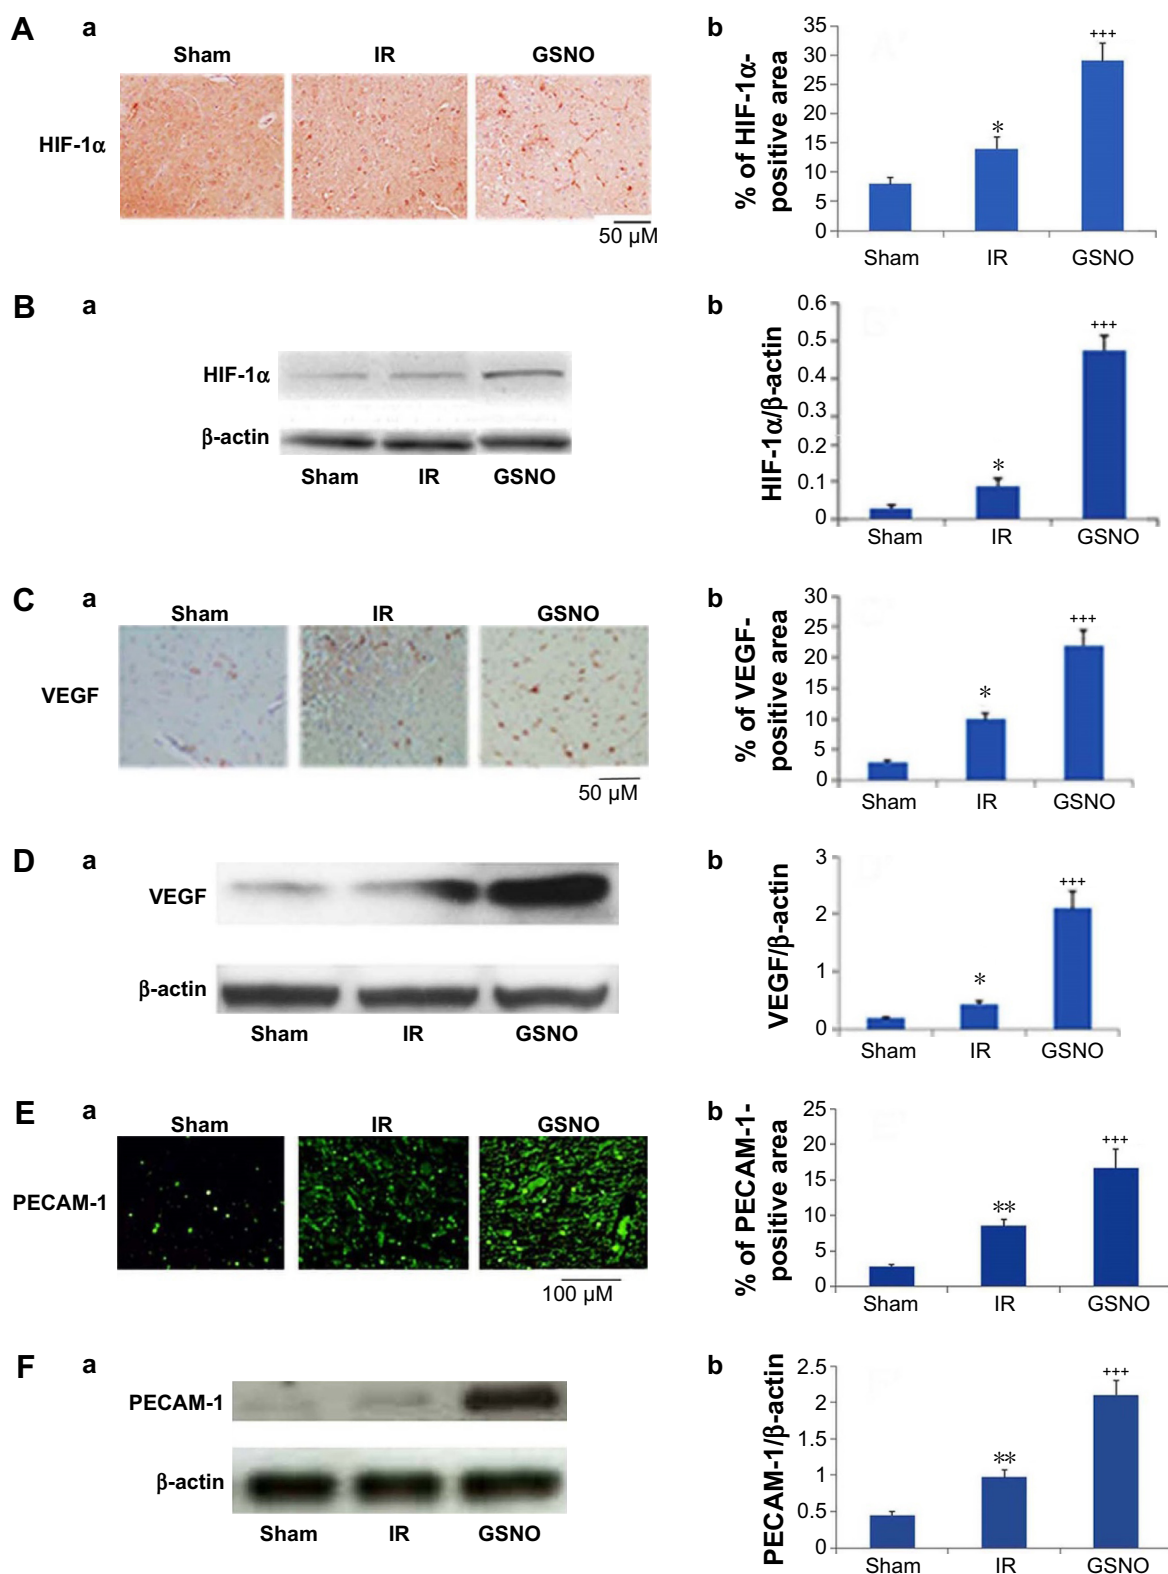 A a b
Sham IR GSNO
HIF-1α
50 µM
% of HIF-1α-
positive area
35
30
25
20
15
10
5
0
*
+++
Sham IR GSNO
B a b
HIF-1α
β-actin
Sham IR GSNO
HIF-1α/β-actin
0.6
0.5
0.4
0.3
0.2
0.1
0
*
+++
Sham IR GSNO
C a b
Sham IR GSNO
VEGF
50 µM
% of VEGF-
positive area
30
25
20
15
10
5
0
*
+++
Sham IR GSNO
D a b
VEGF
β-actin
Sham IR GSNO
VEGF/β-actin
3
2
1
0
*
+++
Sham IR GSNO
E a b
Sham IR GSNO
PECAM-1
100 µM
% of PECAM-1-
positive area
25
20
15
10
5
0
**
+++
Sham IR GSNO
F a b
PECAM-1
β-actin
Sham IR GSNO
PECAM-1/β-actin
2.5
2
1.5
1
0.5
0
**
+++
Sham IR GSNO